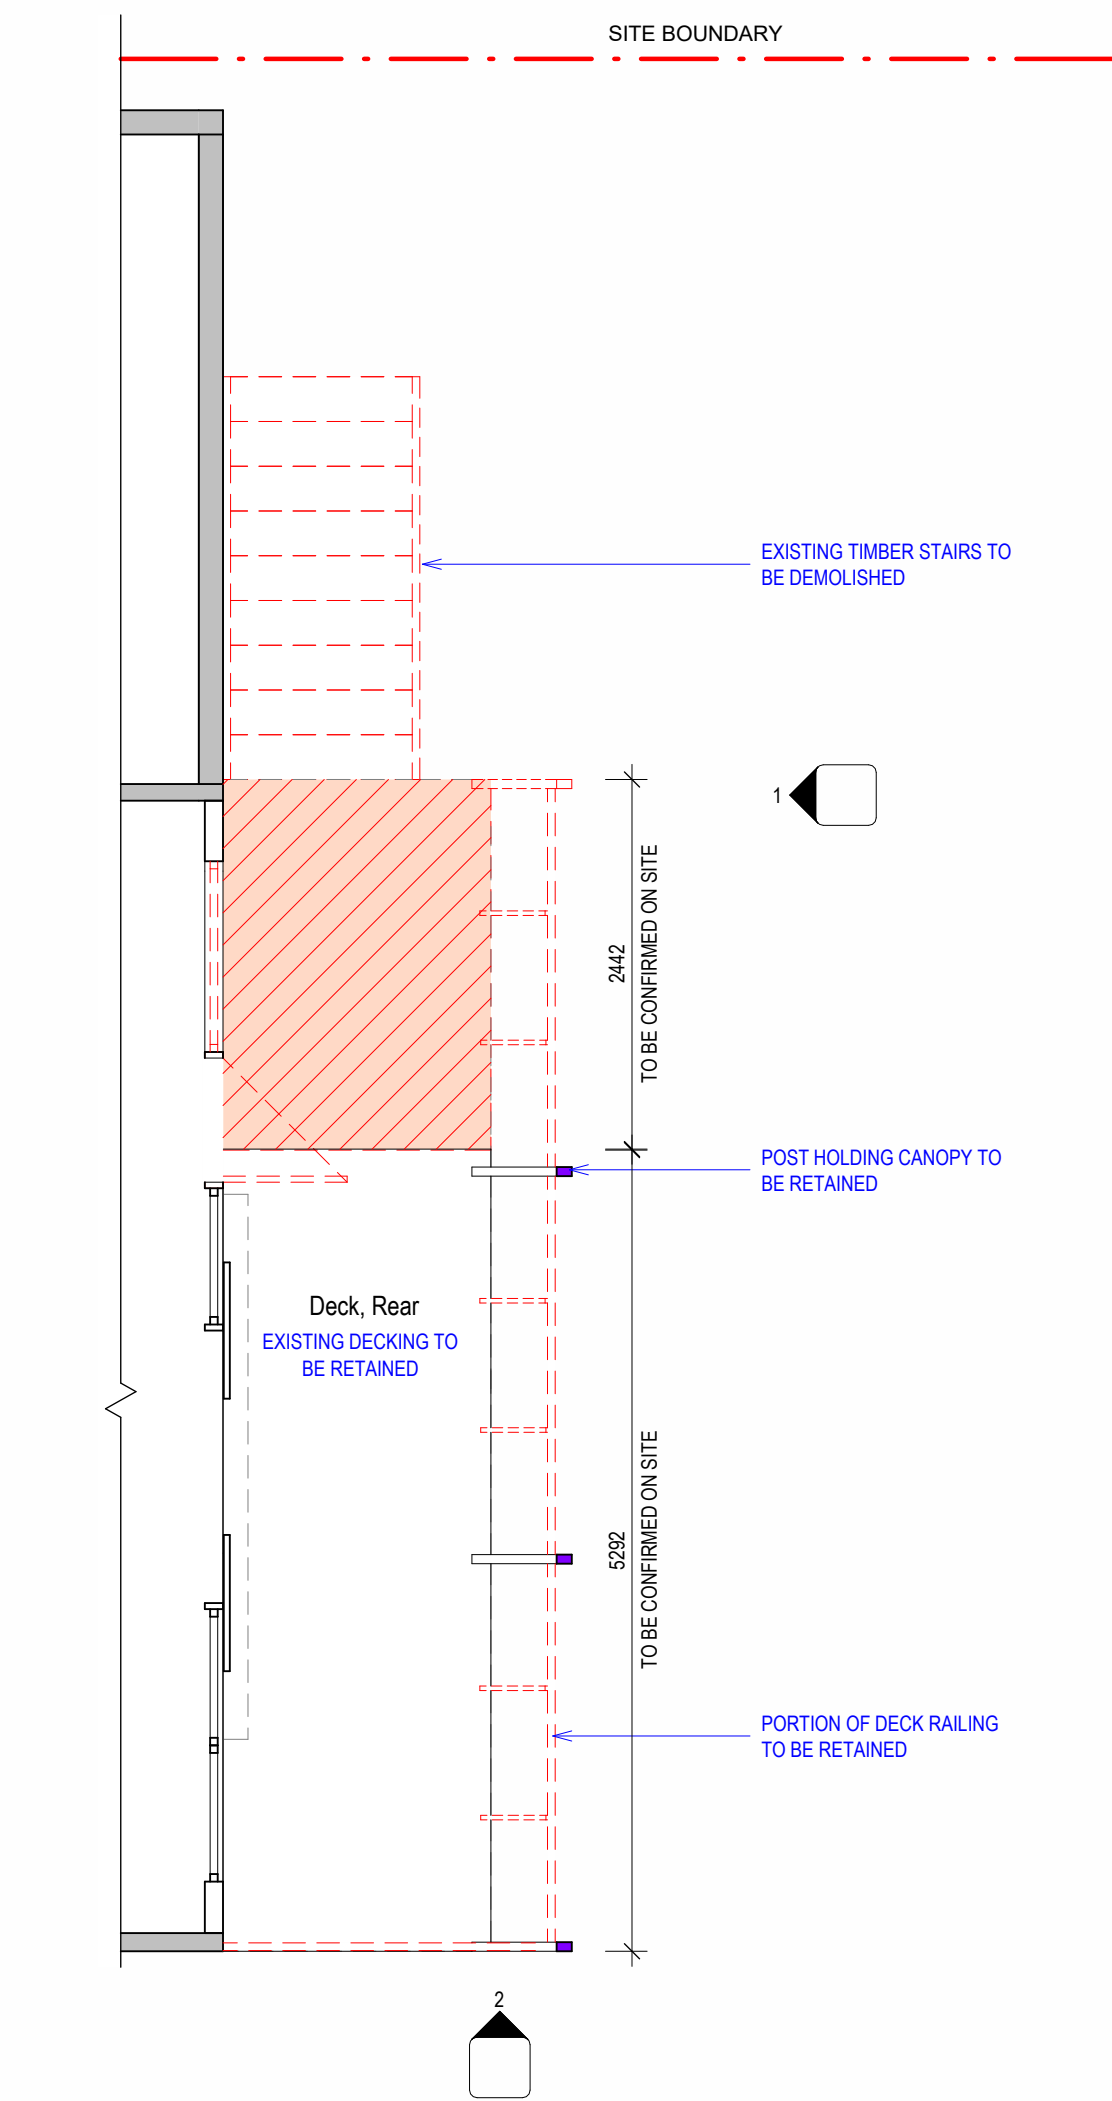 SITE BOUNDARY
EXISTING TIMBER STAIRS TO
BE DEMOLISHED
1
2442
TO BE CONFIRMED ON SITE
POST HOLDING CANOPY TO
BE RETAINED
Deck, Rear
EXISTING DECKING TO
BE RETAINED
5292
TO BE CONFIRMED ON SITE
PORTION OF DECK RAILING
TO BE RETAINED
2